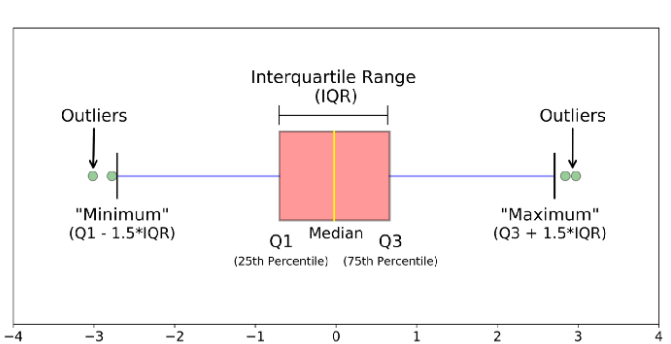 Interquartile Range
(IQR)
Outliers
Outliers
"Minimum"
(Q1 - 1.5*IQR)
"Maximum"
(Q3 + 1.5*IQR)
Q1
Median
Q3
(25th Percentile)
(75th Percentile)
−4
−3
−2
−1
0
1
2
3
4